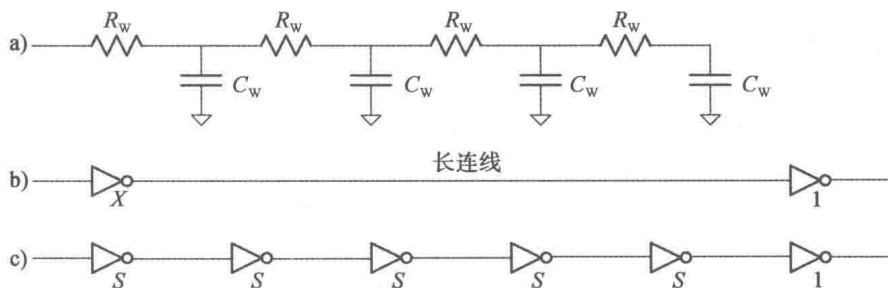 a) R_W R_W R_W R_W
C_W C_W C_W C_W
长连线
b) X 1
c) S S S S S 1